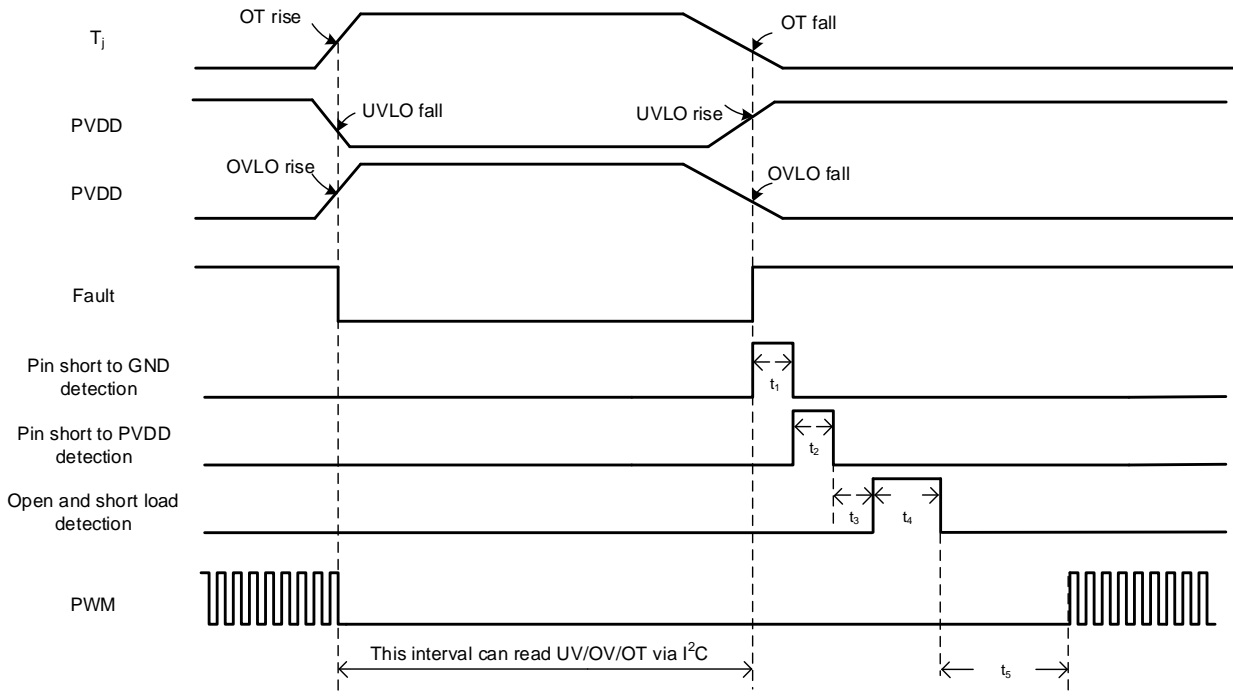 OT rise
OT fall
Tj
UVLO fall
UVLO rise
PVDD
OVLO rise
OVLO fall
PVDD
Fault
Pin short to GND
detection
t1
Pin short to PVDD
detection
t2
Open and short load
detection
t3
t4
PWM
This interval can read UV/OV/OT via I²C
t5